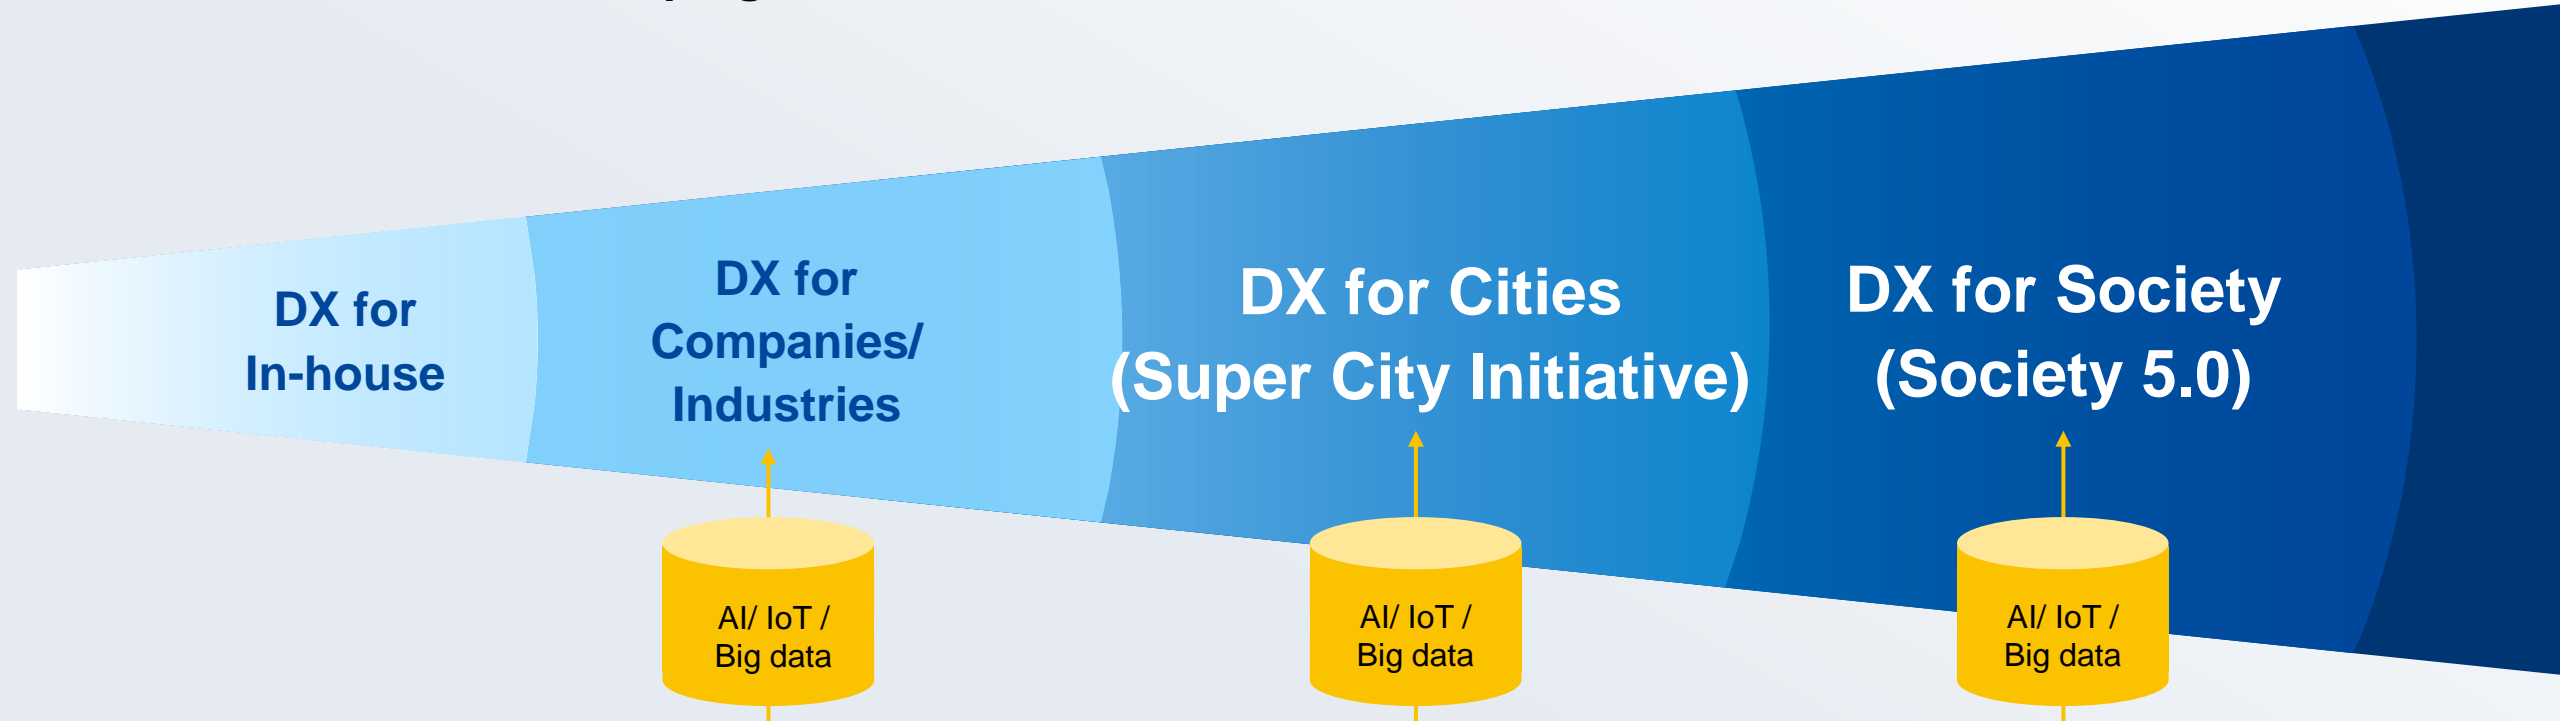 DX for
In-house
DX for
Companies/
Industries
DX for Cities
(Super City Initiative)
DX for Society
(Society 5.0)
AI/ IoT /
Big data
AI/ IoT /
Big data
AI/ IoT /
Big data